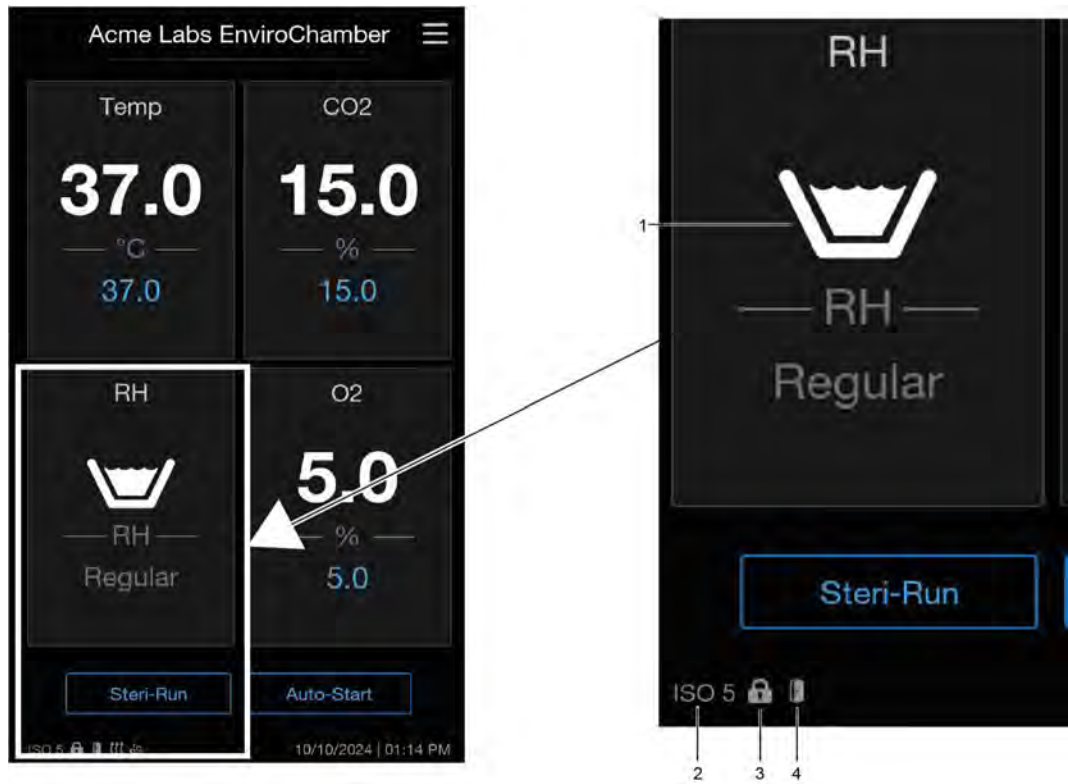 Acme Labs EnviroChamber
Temp
37.0
°C
37.0
CO2
15.0
%
15.0
RH
RH
Regular
O2
5.0
%
5.0
Steri-Run
Auto-Start
ISO 5
10/10/2024 | 01:14 PM
RH
1
RH
Regular
Steri-Run
ISO 5
2
3
4